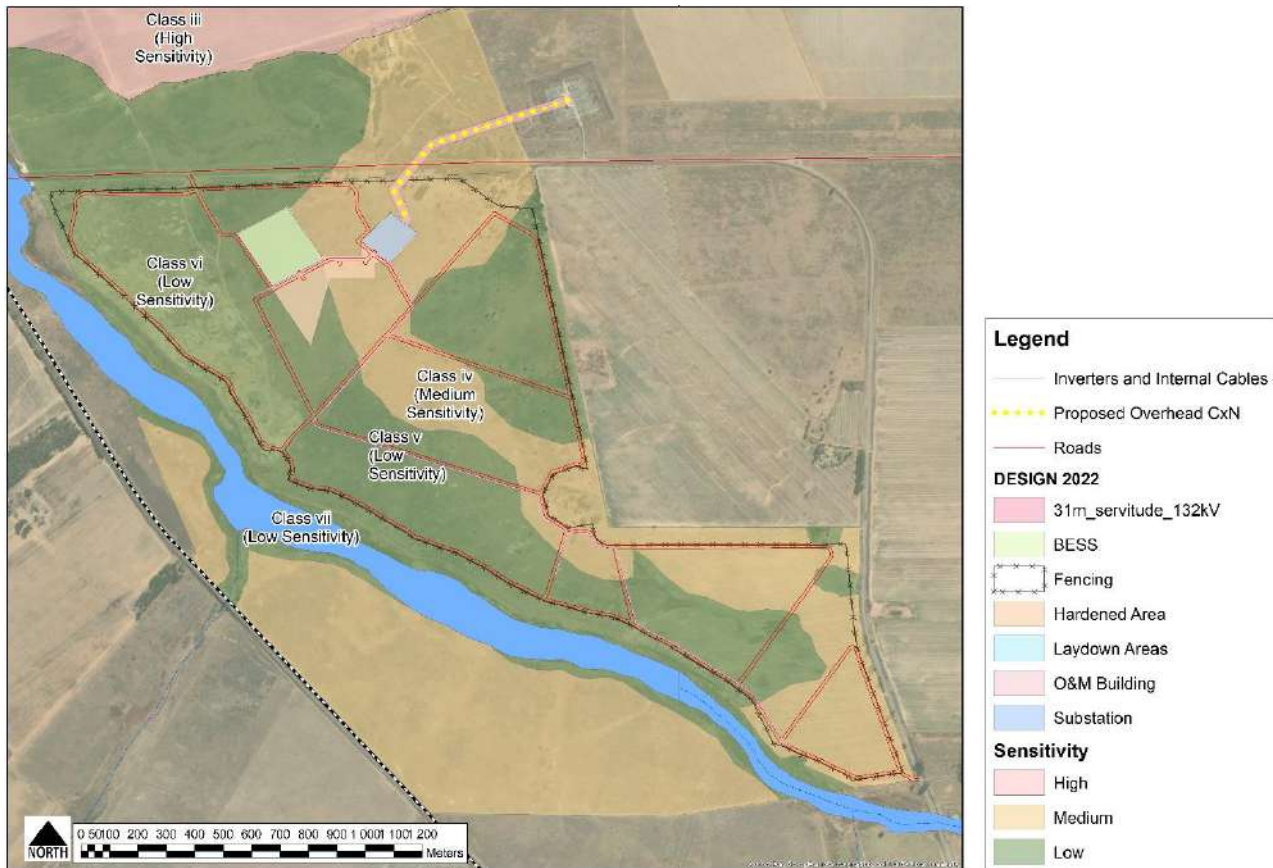 Class iii
(High
Sensitivity)
Class vi
(Low
Sensitivity)
Class iv
(Medium
Sensitivity)
Class v
(Low
Sensitivity)
Class vii
(Low Sensitivity)
NORTH
0 50100 200 300 400 500 600 700 800 900 1 0001 1001 200
Meters
Legend
Inverters and Internal Cables
Proposed Overhead CxN
Roads
DESIGN 2022
31m_servitude_132kV
BESS
Fencing
Hardened Area
Laydown Areas
O&M Building
Substation
Sensitivity
High
Medium
Low